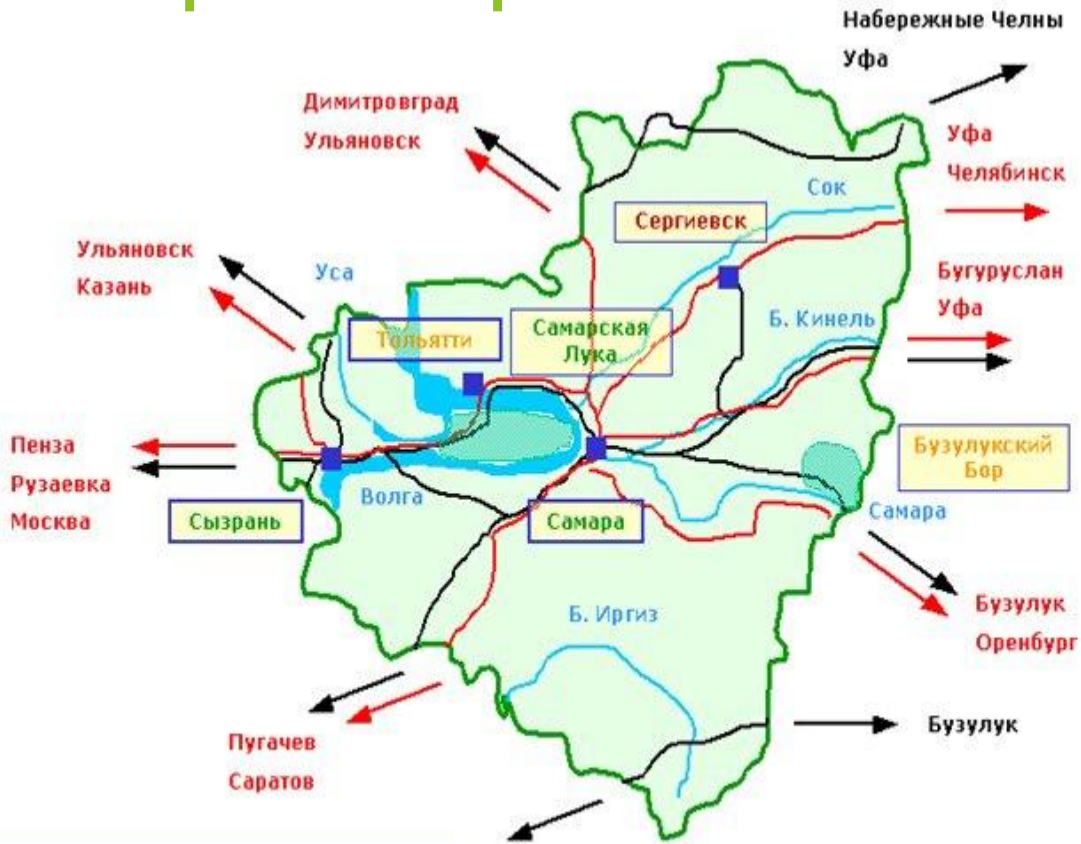 Набережные Челны
Уфа
Димитровград
Ульяновск
Уфа
Челябинск
Сок
Сергиевск
Ульяновск
Казань
Уса
Бугуруслан
Уфа
Б. Кинель
Тольятти
Самарская
Лука
Пенза
Рузаевка
Москва
Бузулукский
Бор
Волга
Сызрань
Самара
Самара
Б. Иргиз
Бузулук
Оренбург
Пугачев
Саратов
Бузулук